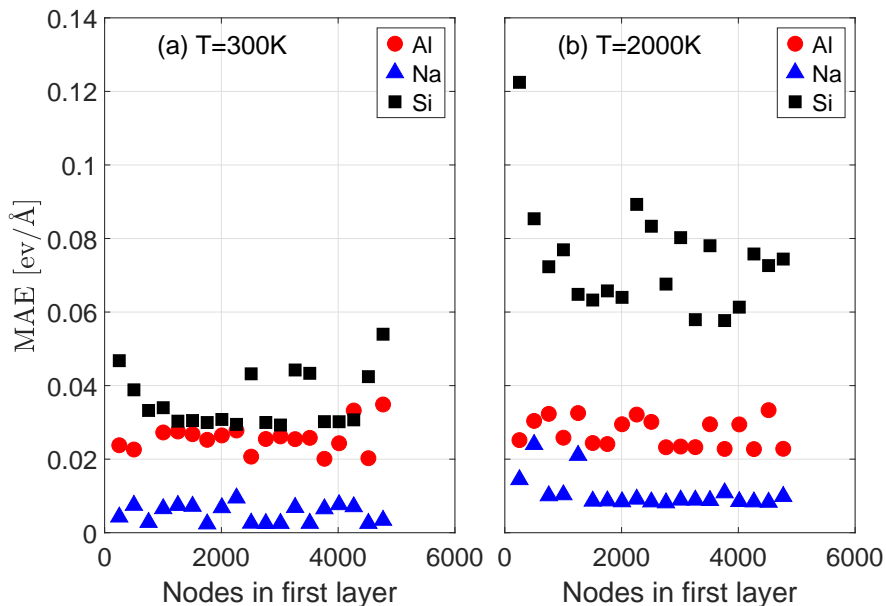 0.14
0.12
0.1
0.08
0.06
0.04
0.02
0
MAE [ev/Å]
(a) T=300K
Al
Na
Si
0
2000
4000
6000
Nodes in first layer
(b) T=2000K
Al
Na
Si
0
2000
4000
6000
Nodes in first layer